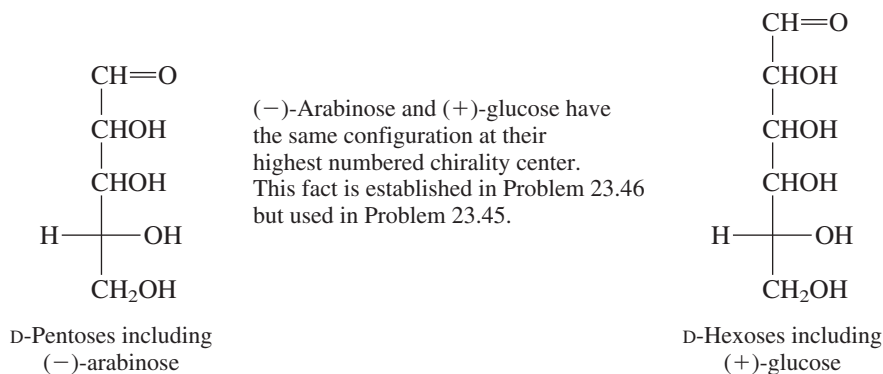 CH=O
CHOH
CHOH
H OH
CH₂OH
D-Pentoses including
(−)-arabinose
(−)-Arabinose and (+)-glucose have
the same configuration at their
highest numbered chirality center.
This fact is established in Problem 23.46
but used in Problem 23.45.
CH=O
CHOH
CHOH
CHOH
H OH
CH₂OH
D-Hexoses including
(+)-glucose